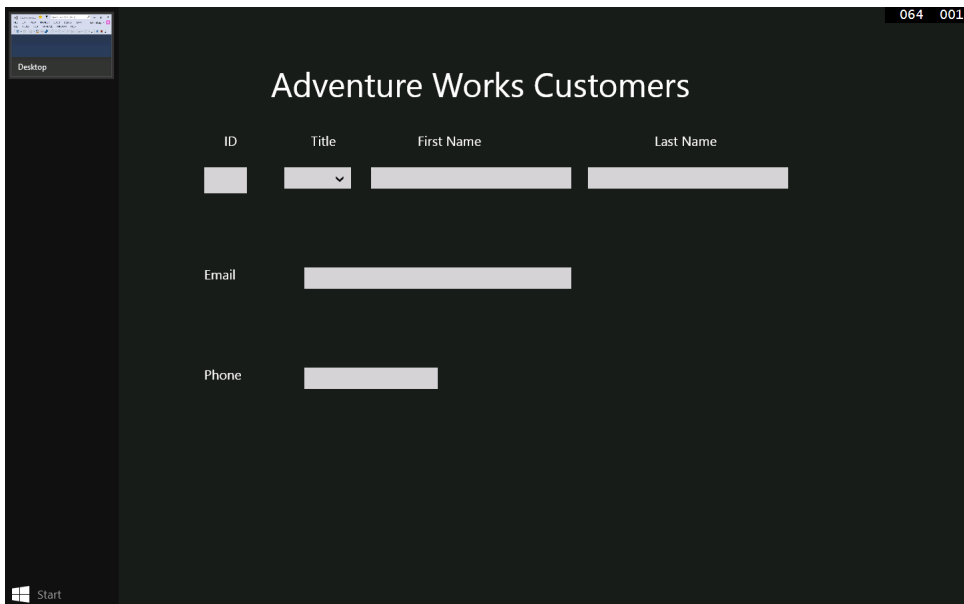 064 001
Desktop
Adventure Works Customers
ID Title First Name Last Name
Email
Phone
Start